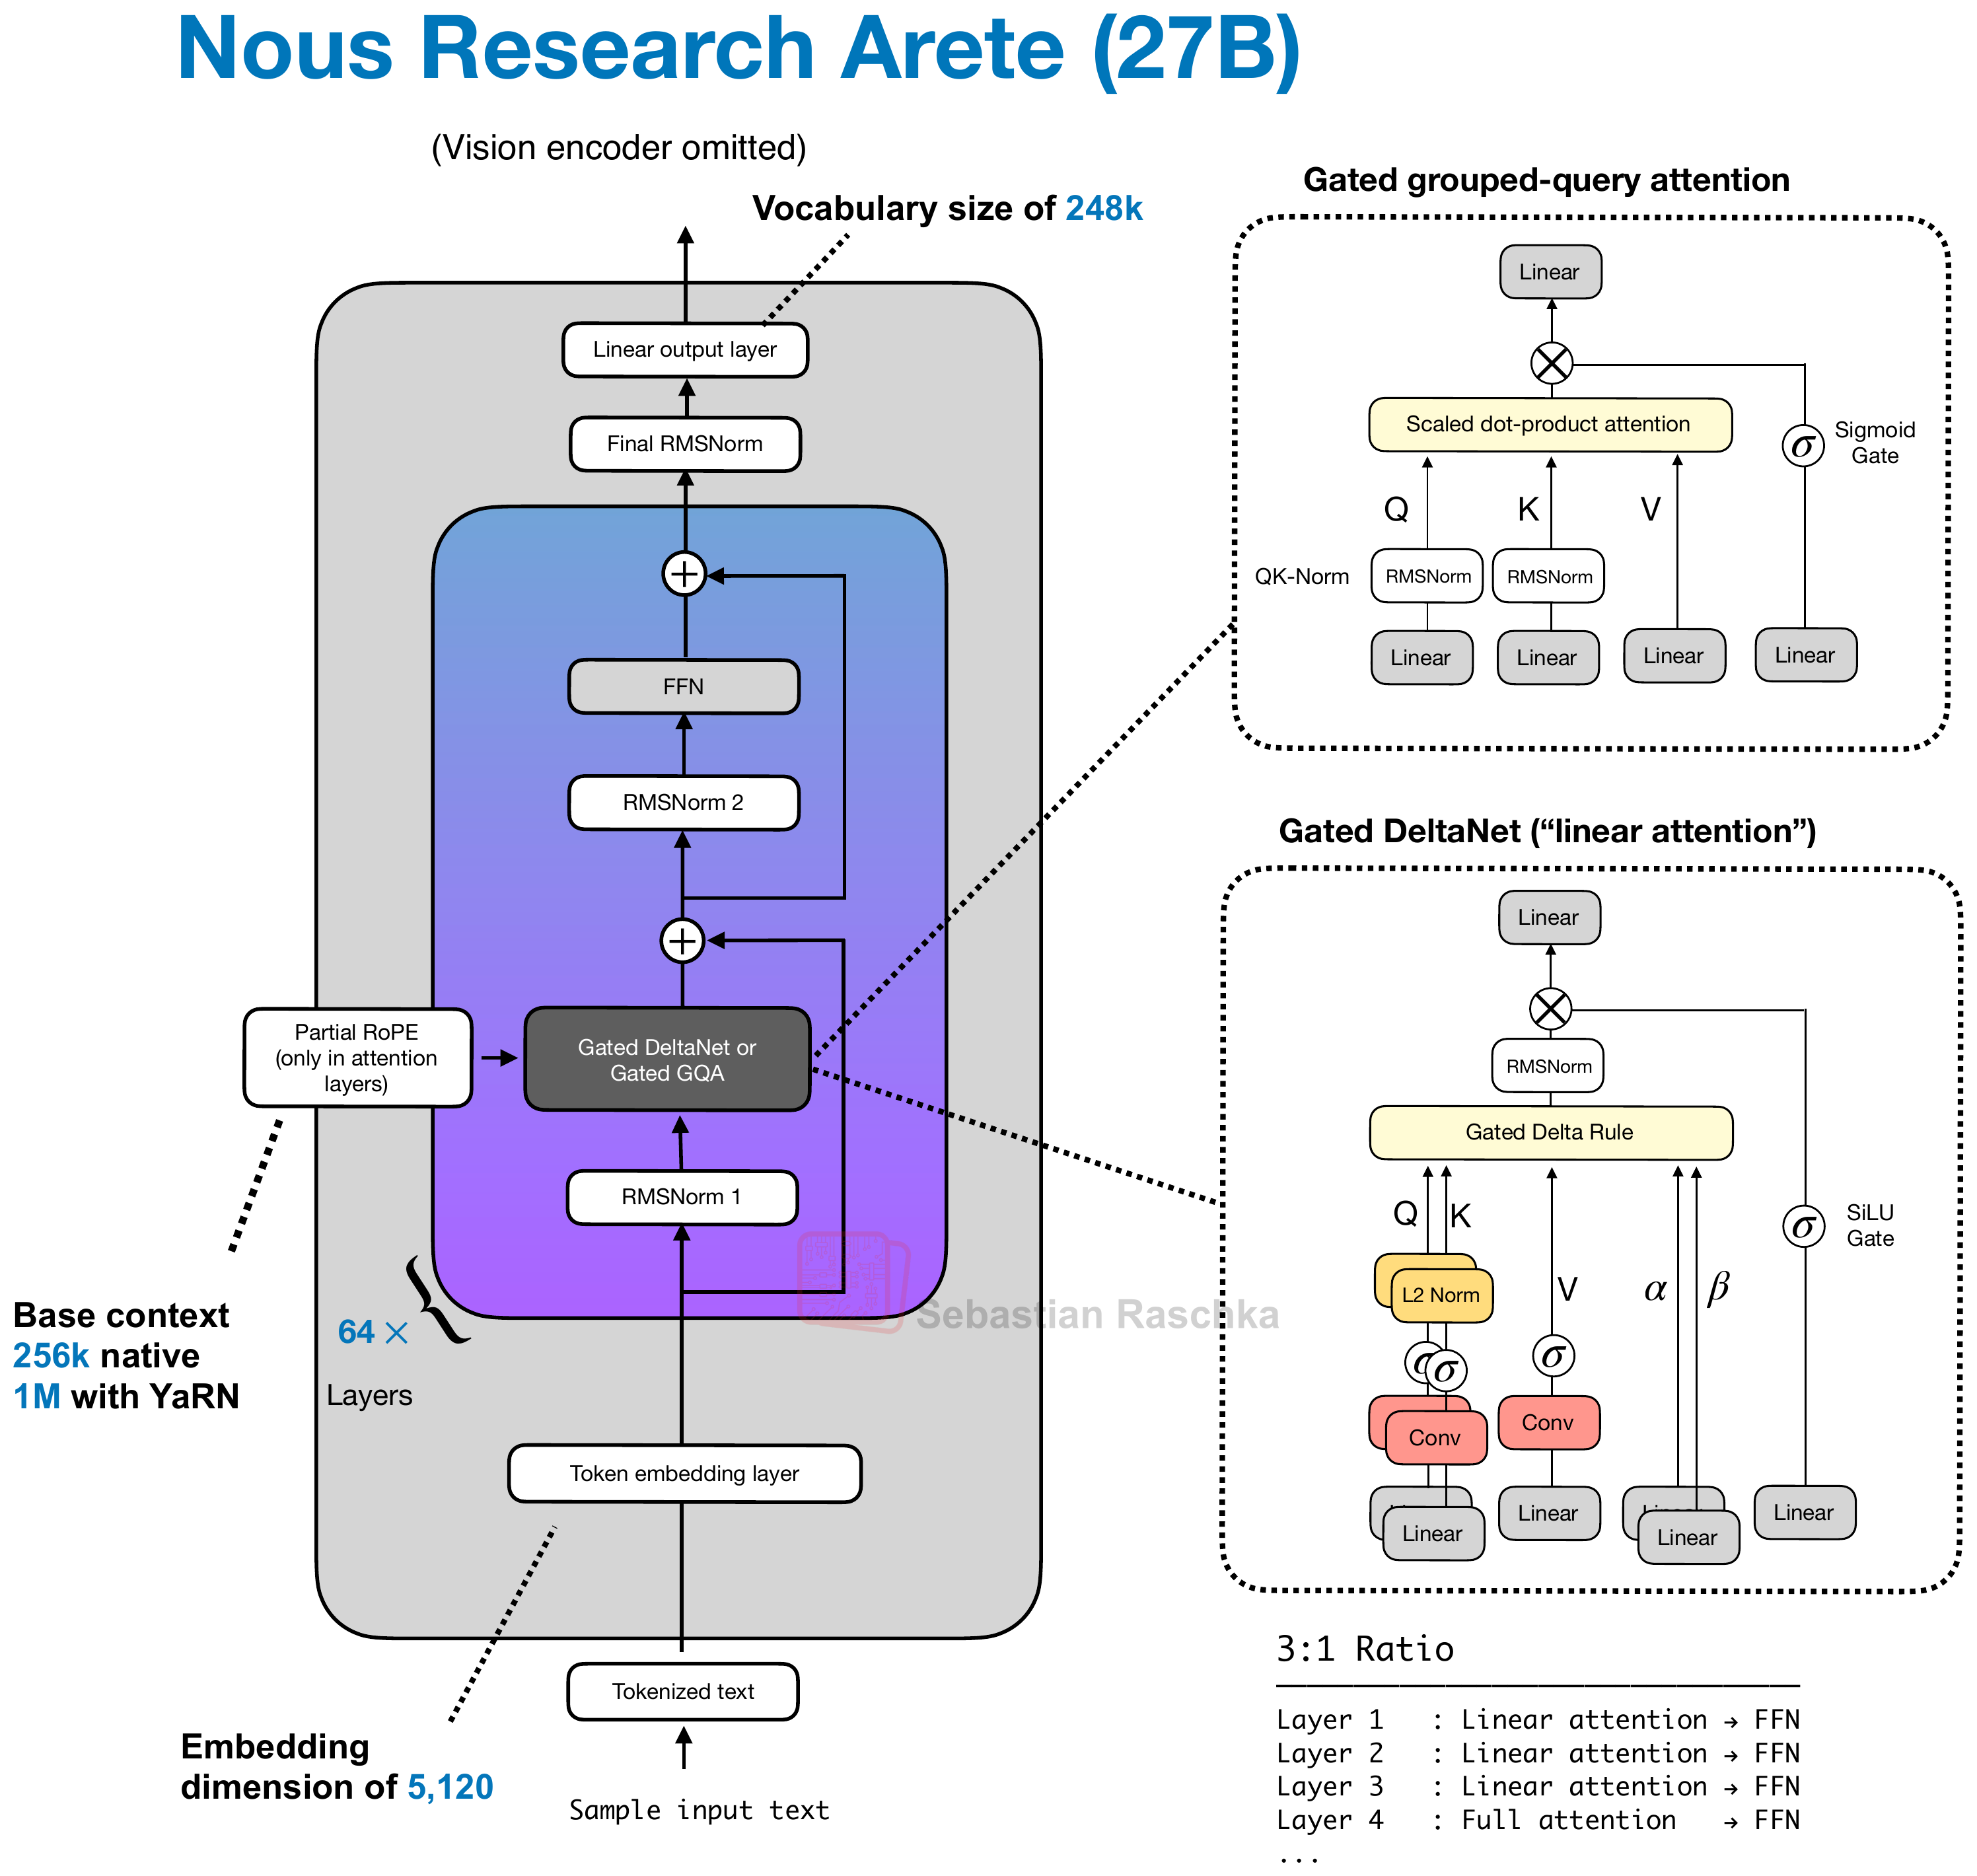 Nous Research Arete (27B)
(Vision encoder omitted)
Vocabulary size of 248k
Linear output layer
Final RMSNorm
FFN
RMSNorm 2
Partial RoPE
(only in attention
layers)
Gated DeltaNet or
Gated GQA
RMSNorm 1
Base context
256k native
1M with YaRN
64 ×
Layers
Token embedding layer
Tokenized text
Embedding
dimension of 5,120
Sample input text
Sebastian Raschka
Gated grouped-query attention
Linear
Scaled dot-product attention
σ
Sigmoid
Gate
Q
K
V
QK-Norm
RMSNorm
RMSNorm
Linear
Linear
Linear
Linear
Gated DeltaNet (“linear attention”)
Linear
RMSNorm
Gated Delta Rule
Q
K
σ
SiLU
Gate
L2 Norm
V
α
β
σ
σ
σ
Conv
Conv
Linear
Linear
Linear
Linear
Linear
Linear
3:1 Ratio
Layer 1 : Linear attention → FFN
Layer 2 : Linear attention → FFN
Layer 3 : Linear attention → FFN
Layer 4 : Full attention → FFN
...